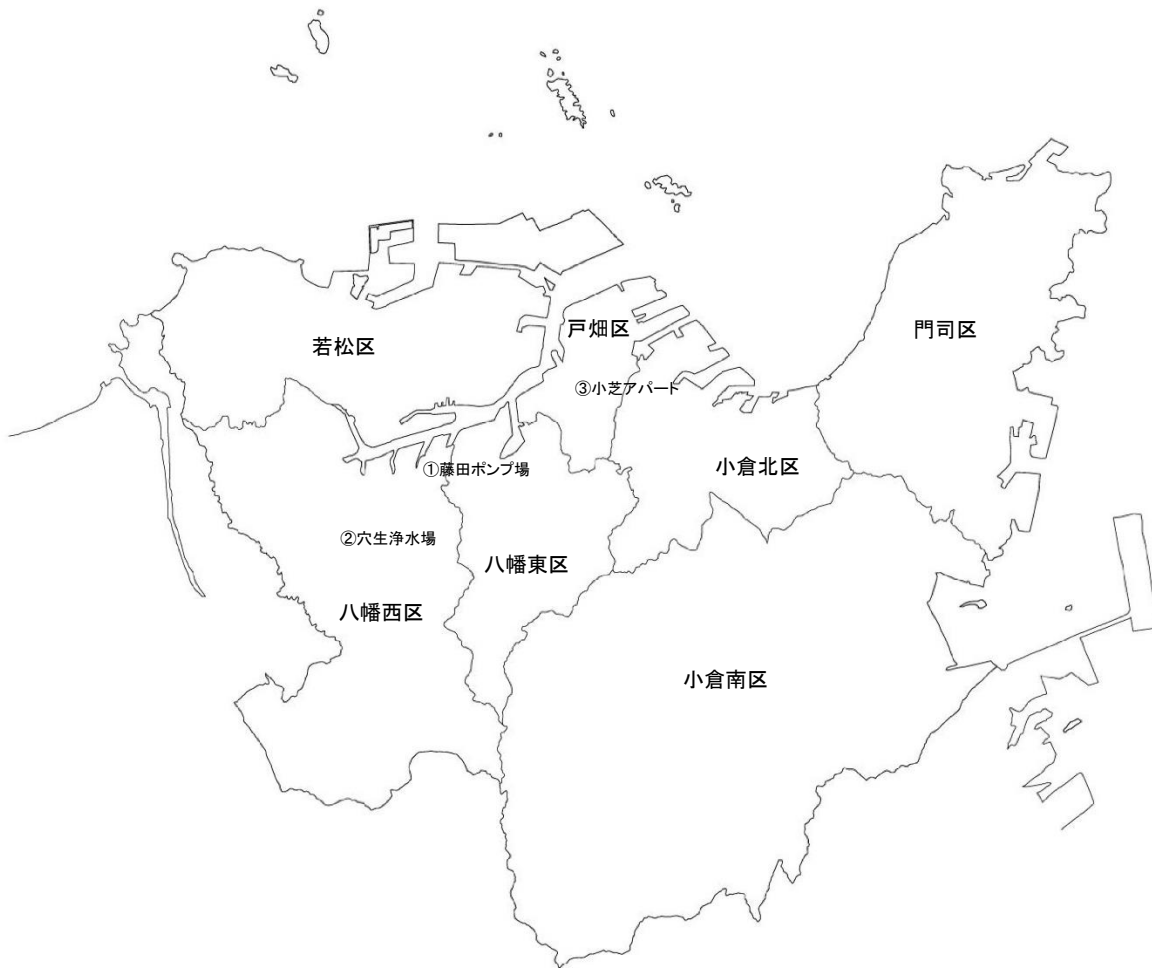 戸畑区
門司区
若松区
③小芝アパート
小倉北区
①藤田ポンプ場
②穴生浄水場
八幡東区
八幡西区
小倉南区